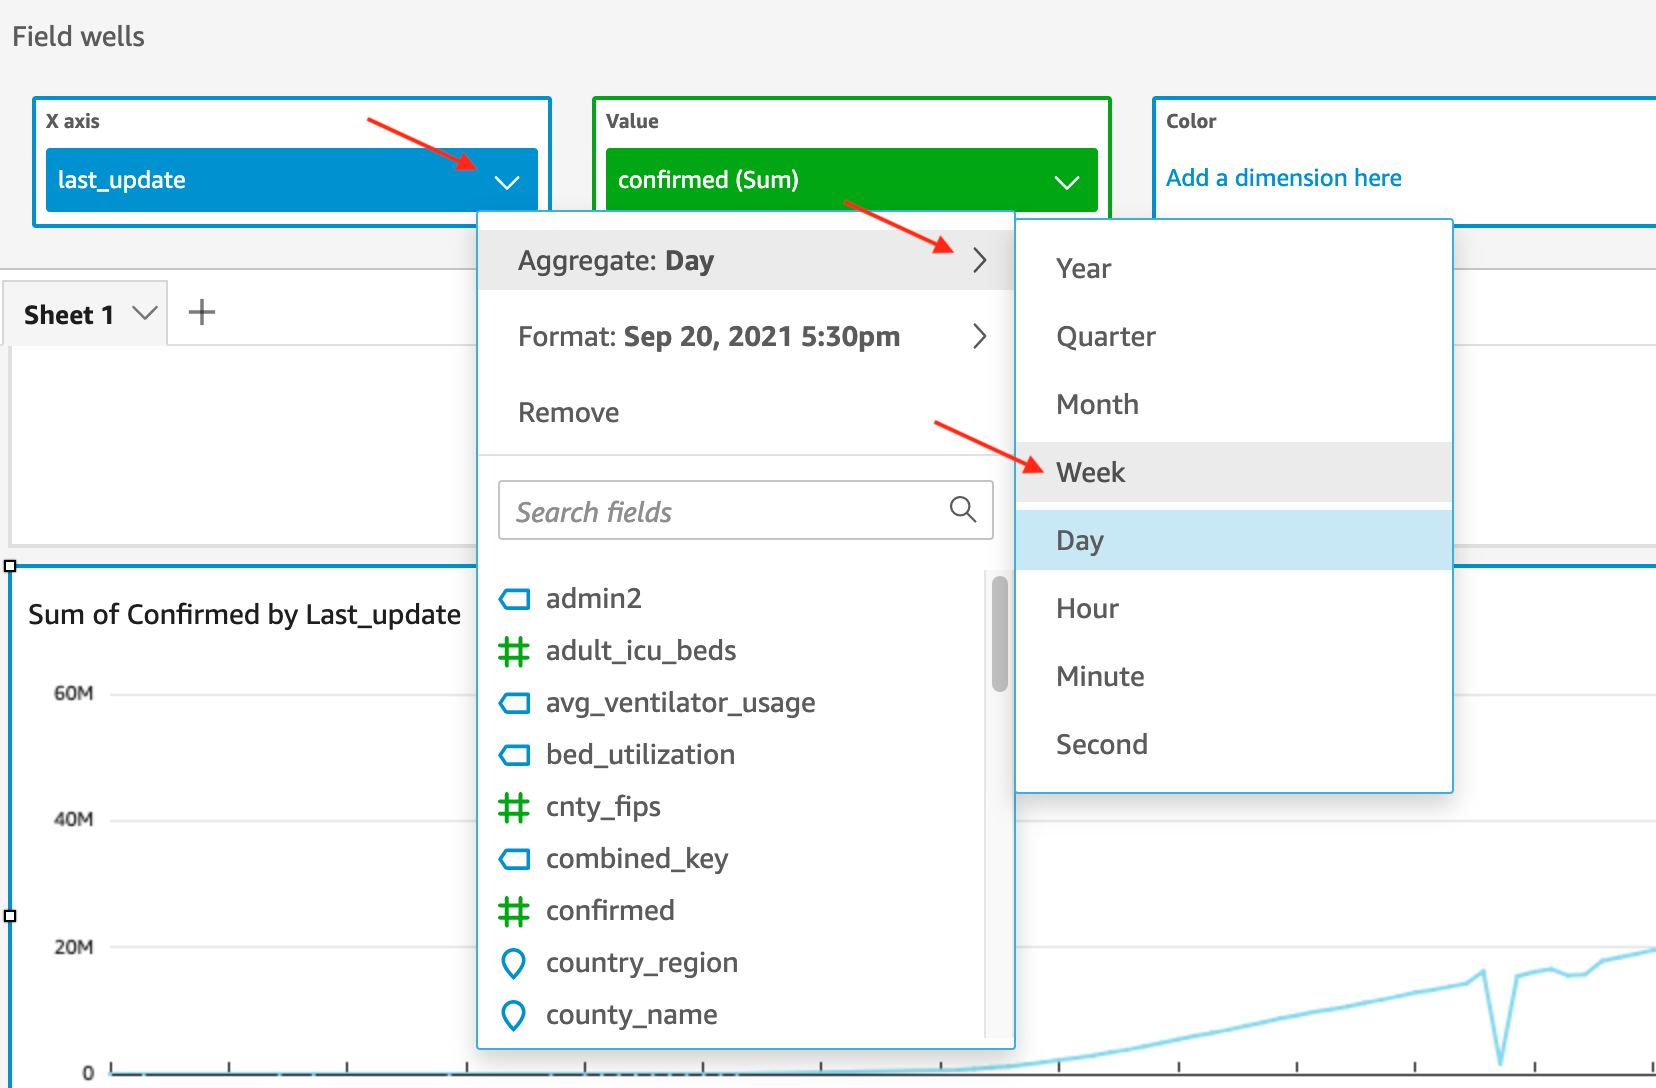 Field wells
X axis
last_update
Value
confirmed (Sum)
Color
Add a dimension here
Sheet 1
Aggregate: Day
Format: Sep 20, 2021 5:30pm
Remove
Search fields
admin2
adult_icu_beds
avg_ventilator_usage
bed_utilization
cnty_fips
combined_key
confirmed
country_region
county_name
Year
Quarter
Month
Week
Day
Hour
Minute
Second
Sum of Confirmed by Last_update
60M
40M
20M
0